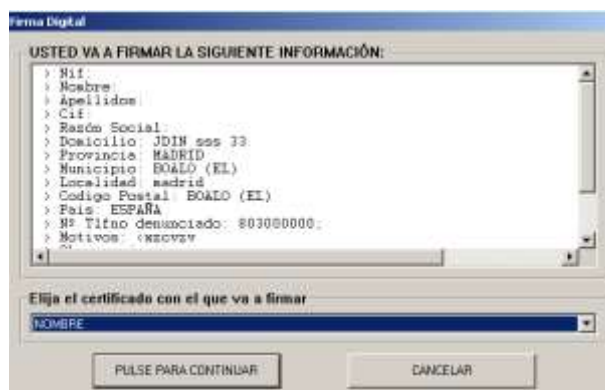 Firma Digital
USTED VA A FIRMAR LA SIGUIENTE INFORMACIÓN:
> Nif:
> Nombre:
> Apellidos:
> Cif:
> Razón Social:
> Domicilio: JDIN sss 33
> Provincia: MADRID
> Municipio: BOALO (EL)
> Localidad: madrid
> Codigo Postal: BOALO (EL)
> Pais: ESPAÑA
> Nº Tlfno denunciado: 803000000;
> Motivos:
Elija el certificado con el que va a firmar
NOMBRE
PULSE PARA CONTINUAR
CANCELAR